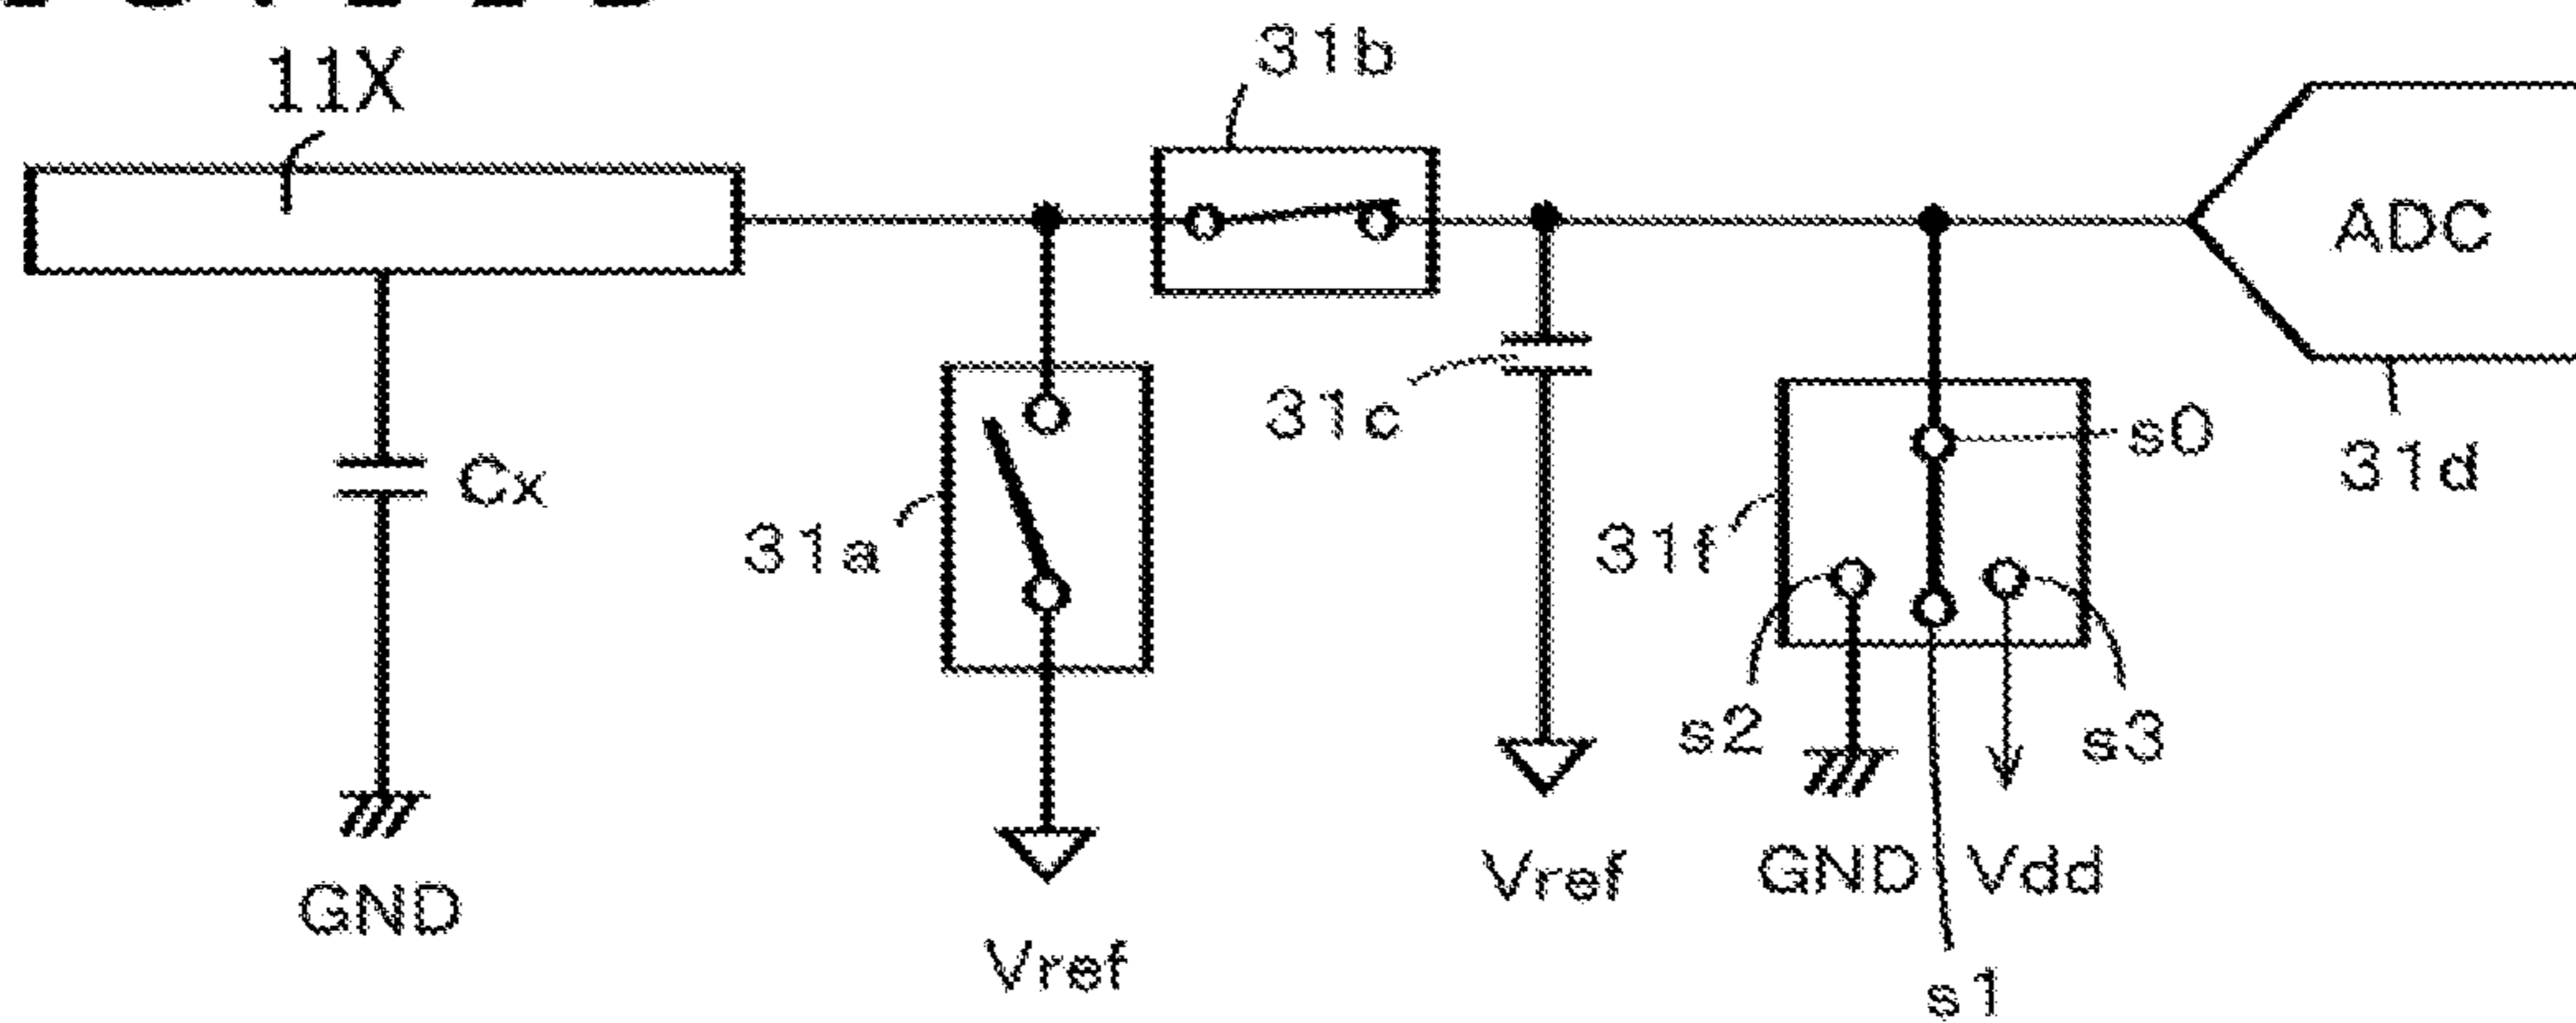 11X
31b
ADC
31c
s0
Cx
31d
31a
31f
s2
s3
GND
Vref
Vref
GND
Vdd
s1